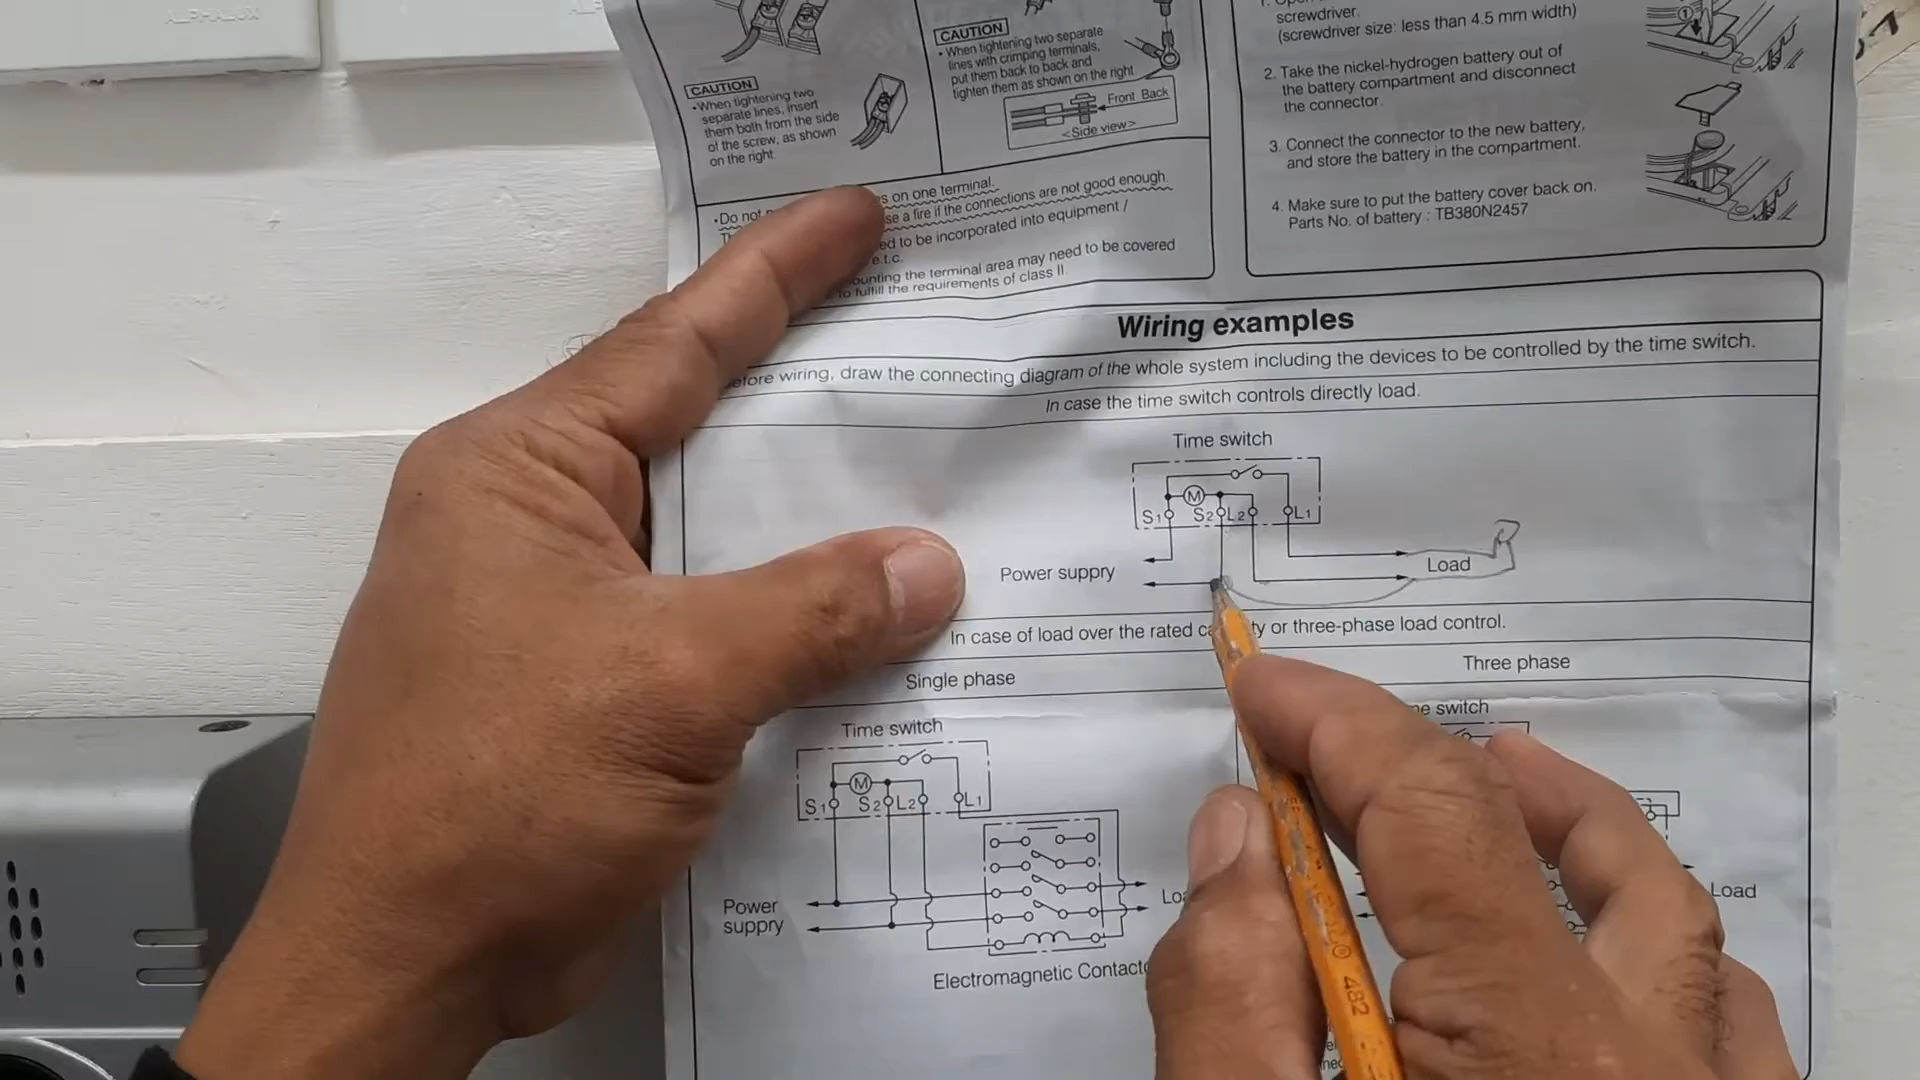 ALPHALUX
CAUTION
•When tightening two
separate lines, insert
them both from the side
of the screw, as shown
on the right
CAUTION
•When tightening two separate
lines with crimping terminals,
put them back to back and
tighten them as shown on the right.
Front Back
<Side view>
•Do not
s on one terminal.
se a fire if the connections are not good enough.
ed to be incorporated into equipment /
e.t.c.
ounting the terminal area may need to be covered
to fulfill the requirements of class II.
screwdriver.
(screwdriver size: less than 4.5 mm width)
2. Take the nickel-hydrogen battery out of
the battery compartment and disconnect
the connector.
3. Connect the connector to the new battery,
and store the battery in the compartment.
4. Make sure to put the battery cover back on.
Parts No. of battery : TB380N2457
①
Wiring examples
efore wiring, draw the connecting diagram of the whole system including the devices to be controlled by the time switch.
In case the time switch controls directly load.
Time switch
M
S1 S2 L2 L1
Power suppry
Load
In case of load over the rated ca ty or three-phase load control.
Single phase
Three phase
Time switch
M
S1 S2 L2 L1
Power
suppry
Loa
Electromagnetic Contacto
me switch
Load
482